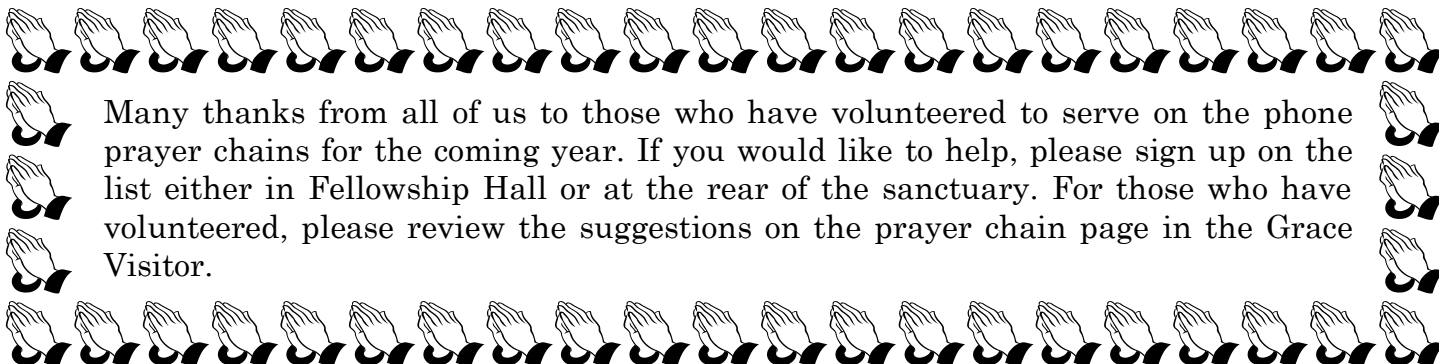 Many thanks from all of us to those who have volunteered to serve on the phone
prayer chains for the coming year. If you would like to help, please sign up on the
list either in Fellowship Hall or at the rear of the sanctuary. For those who have
volunteered, please review the suggestions on the prayer chain page in the Grace
Visitor.